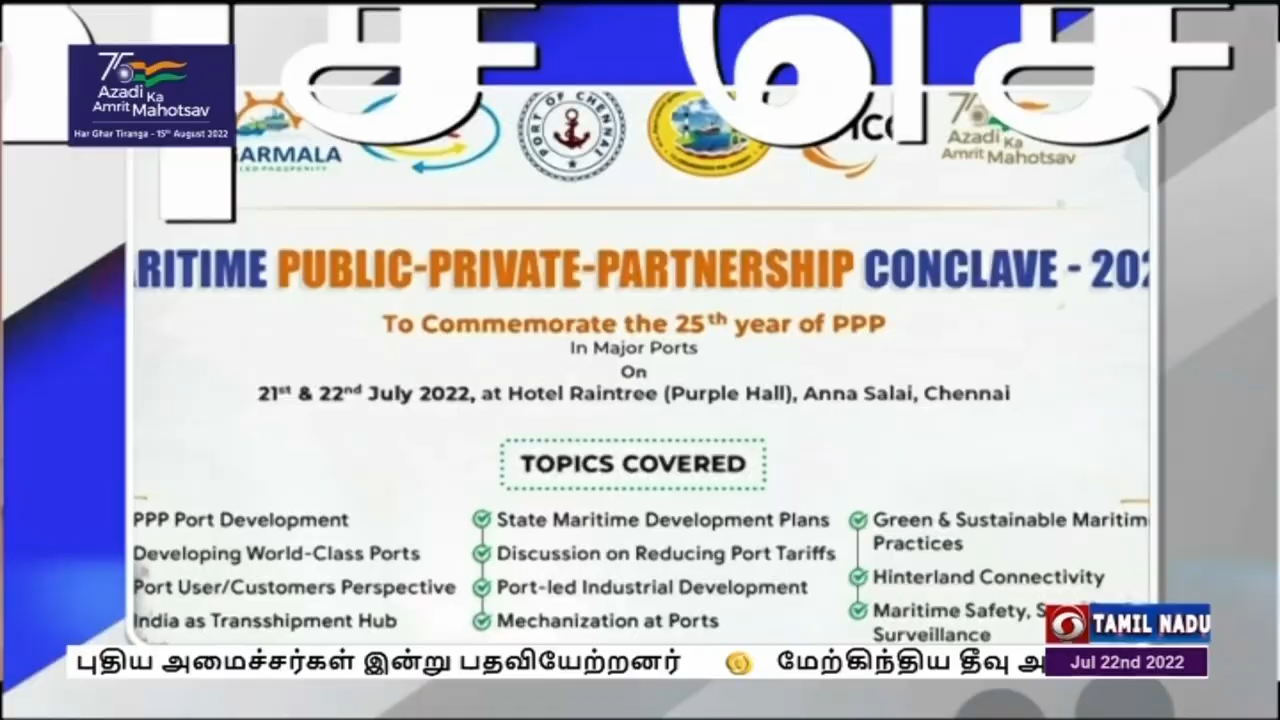 75
Azadi
Ka
Amrit Mahotsav
Har Ghar Tiranga - 15th August 2022
ARMALA
PORT OF CHENNAI
75
Azadi
Ka
Amrit Mahotsav
RITIME PUBLIC-PRIVATE-PARTNERSHIP CONCLAVE - 202
To Commemorate the 25th year of PPP
In Major Ports
On
21st & 22nd July 2022, at Hotel Raintree (Purple Hall), Anna Salai, Chennai
TOPICS COVERED
PPP Port Development
Developing World-Class Ports
Port User/Customers Perspective
India as Transshipment Hub
State Maritime Development Plans
Discussion on Reducing Port Tariffs
Port-led Industrial Development
Mechanization at Ports
Green & Sustainable Maritim
Practices
Hinterland Connectivity
Maritime Safety, S
Surveillance
TAMIL NADU
புதிய அமைச்சர்கள் இன்று பதவியேற்றனர் மேற்கிந்திய தீவு அ
Jul 22nd 2022